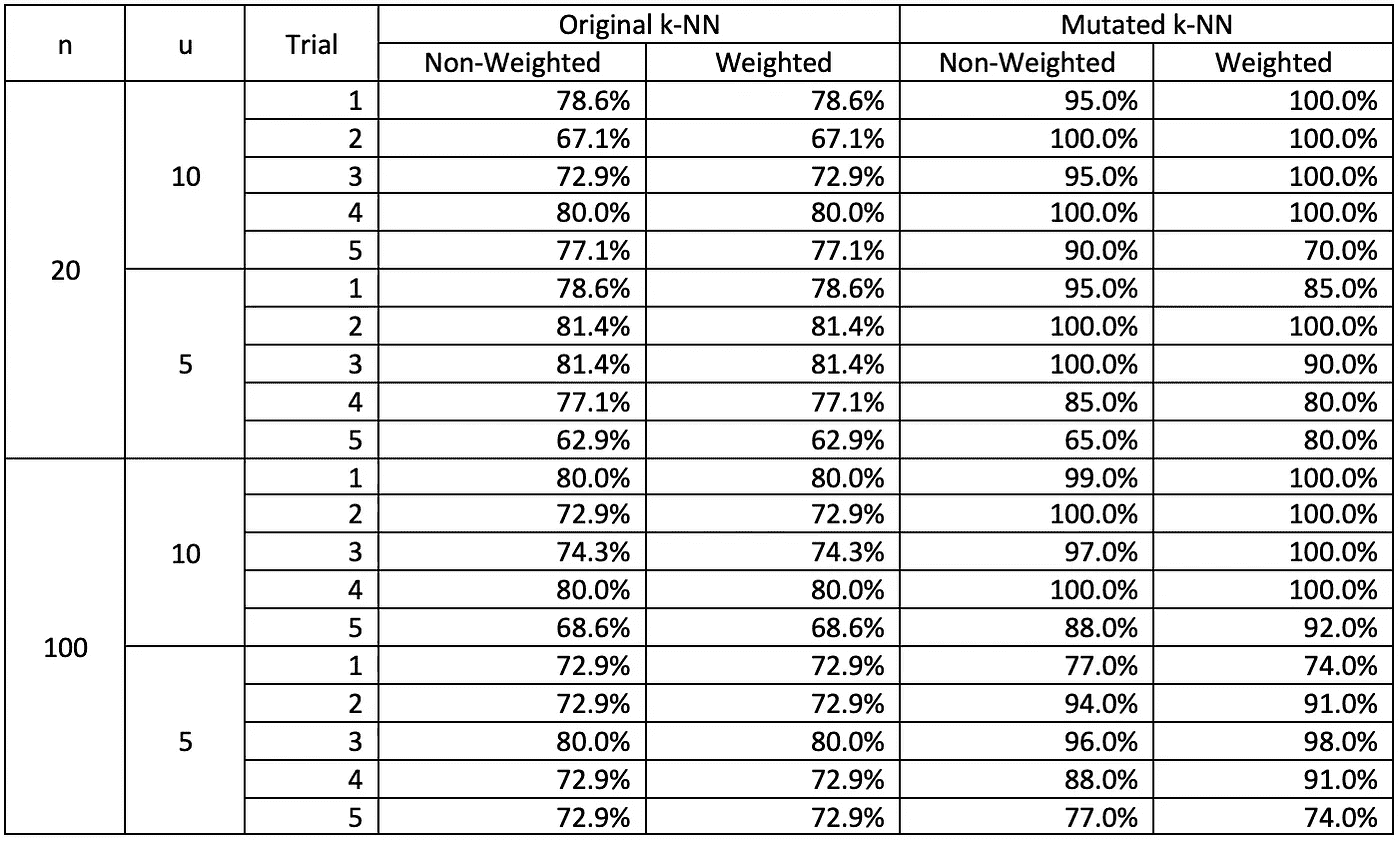 n u Trial Original k-NN Mutated k-NN
Non-Weighted Weighted Non-Weighted Weighted
20 10 1 78.6% 78.6% 95.0% 100.0%
2 67.1% 67.1% 100.0% 100.0%
3 72.9% 72.9% 95.0% 100.0%
4 80.0% 80.0% 100.0% 100.0%
5 77.1% 77.1% 90.0% 70.0%
5 1 78.6% 78.6% 95.0% 85.0%
2 81.4% 81.4% 100.0% 100.0%
3 81.4% 81.4% 100.0% 90.0%
4 77.1% 77.1% 85.0% 80.0%
5 62.9% 62.9% 65.0% 80.0%
100 10 1 80.0% 80.0% 99.0% 100.0%
2 72.9% 72.9% 100.0% 100.0%
3 74.3% 74.3% 97.0% 100.0%
4 80.0% 80.0% 100.0% 100.0%
5 68.6% 68.6% 88.0% 92.0%
5 1 72.9% 72.9% 77.0% 74.0%
2 72.9% 72.9% 94.0% 91.0%
3 80.0% 80.0% 96.0% 98.0%
4 72.9% 72.9% 88.0% 91.0%
5 72.9% 72.9% 77.0% 74.0%